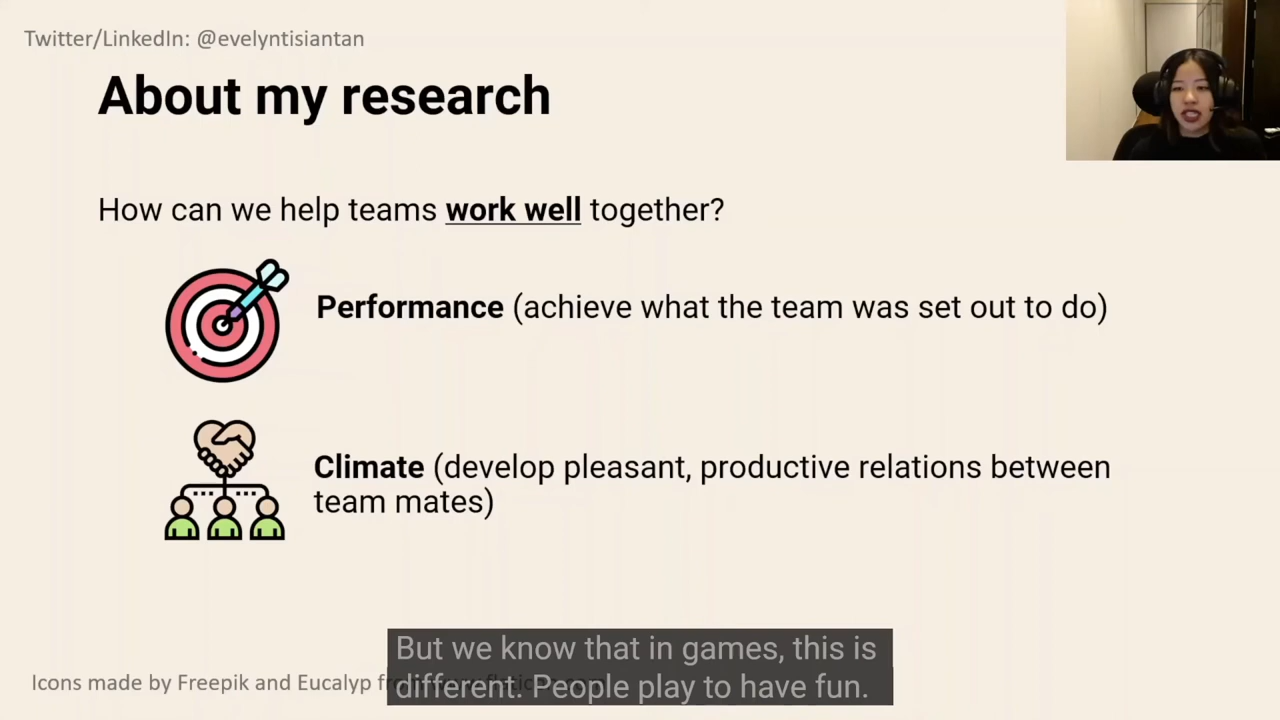 Twitter/LinkedIn: @evelyntisiantan
About my research
How can we help teams work well together?
Performance (achieve what the team was set out to do)
Climate (develop pleasant, productive relations between
team mates)
But we know that in games, this is
different. People play to have fun.
Icons made by Freepik and Eucalyp